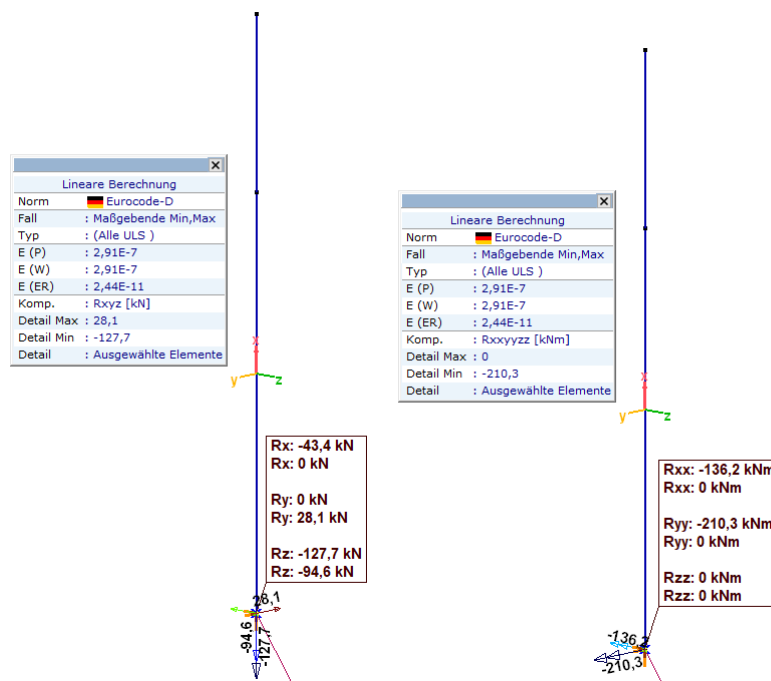 Lineare Berechnung
Norm Eurocode-D
Fall : Maßgebende Min,Max
Typ : (Alle ULS )
E (P) : 2,91E-7
E (W) : 2,91E-7
E (ER) : 2,44E-11
Komp. : Rxyz [kN]
Detail Max : 28,1
Detail Min : -127,7
Detail : Ausgewählte Elemente
x
y
z
Rx: -43,4 kN
Rx: 0 kN
Ry: 0 kN
Ry: 28,1 kN
Rz: -127,7 kN
Rz: -94,6 kN
28,1
-94,6
-127,7
Lineare Berechnung
Norm Eurocode-D
Fall : Maßgebende Min,Max
Typ : (Alle ULS )
E (P) : 2,91E-7
E (W) : 2,91E-7
E (ER) : 2,44E-11
Komp. : Rxxyyzz [kNm]
Detail Max : 0
Detail Min : -210,3
Detail : Ausgewählte Elemente
x
y
z
Rxx: -136,2 kNm
Rxx: 0 kNm
Ryy: -210,3 kNm
Ryy: 0 kNm
Rzz: 0 kNm
Rzz: 0 kNm
-136,2
-210,3